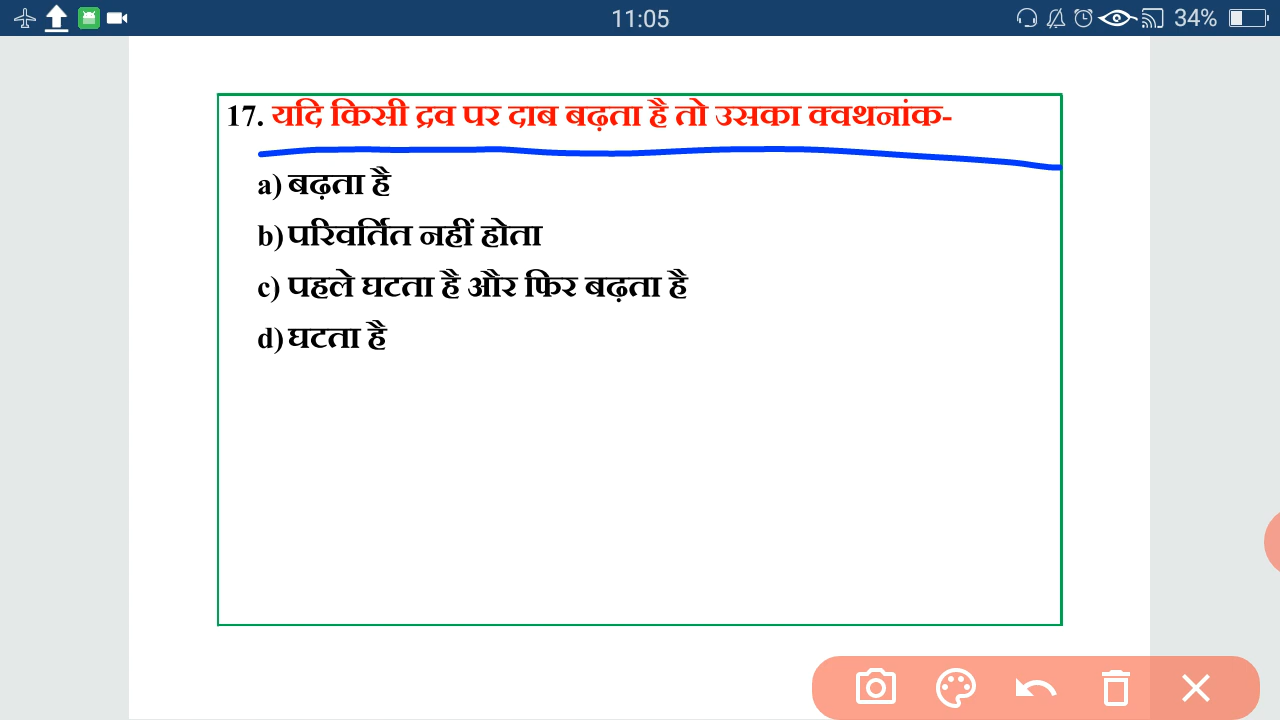 11:05
34%
17. यदि किसी द्रव पर दाब बढ़ता है तो उसका क्वथनांक-
a) बढ़ता है
b) परिवर्तित नहीं होता
c) पहले घटता है और फिर बढ़ता है
d) घटता है